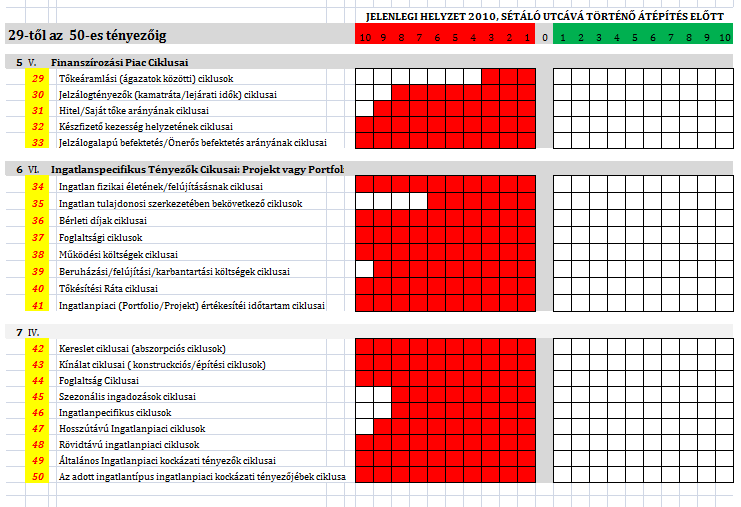 JELENLEGI HELYZET 2010, SÉTÁLÓ UTCÁVÁ TÖRTÉNŐ ÁTÉPÍTÉS ELŐTT
29-től az 50-es tényezőig 10 9 8 7 6 5 4 3 2 1 0 1 2 3 4 5 6 7 8 9 10
5 V. Finanszírozási Piac Ciklusai
29 Tőkeáramlási (ágazatok közötti) ciklusok
30 Jelzálogtényezők (kamatráta/lejárati idők) ciklusai
31 Hitel/Saját tőke arányának ciklusai
32 Készfizető kezesség helyzetének ciklusai
33 Jelzálogalapú befektetés/Önerős befektetés arányának ciklusai
6 VI. Ingatlanspecifikus Tényezők Cikusai: Projekt vagy Portfol
34 Ingatlan fizikai életének/felújításásnak ciklusai
35 Ingatlan tulajdonosi szerkezetében bekövetkező ciklusok
36 Bérleti díjak ciklusai
37 Foglaltsági ciklusok
38 Működési költségek ciklusai
39 Beruházási/felújítási/karbantartási költségek ciklusai
40 Tőkésítési Ráta ciklusai
41 Ingatlanpiaci (Portfolio/Projekt) értékesítéi időtartam ciklusai
7 IV.
42 Kereslet ciklusai (abszorpciós ciklusok)
43 Kínálat ciklusai ( konstruckciós/építési ciklusok)
44 Foglaltság Ciklusai
45 Szezonális ingadozások ciklusai
46 Ingatlanpecifikus ciklusok
47 Hosszútávú Ingatlanpiaci ciklusok
48 Rövidtávú ingatlanpiaci ciklusok
49 Általános Ingatlanpiaci kockázati tényezők ciklusai
50 Az adott ingatlantípus ingatlanpiaci kockázati tényezőjébek ciklusa